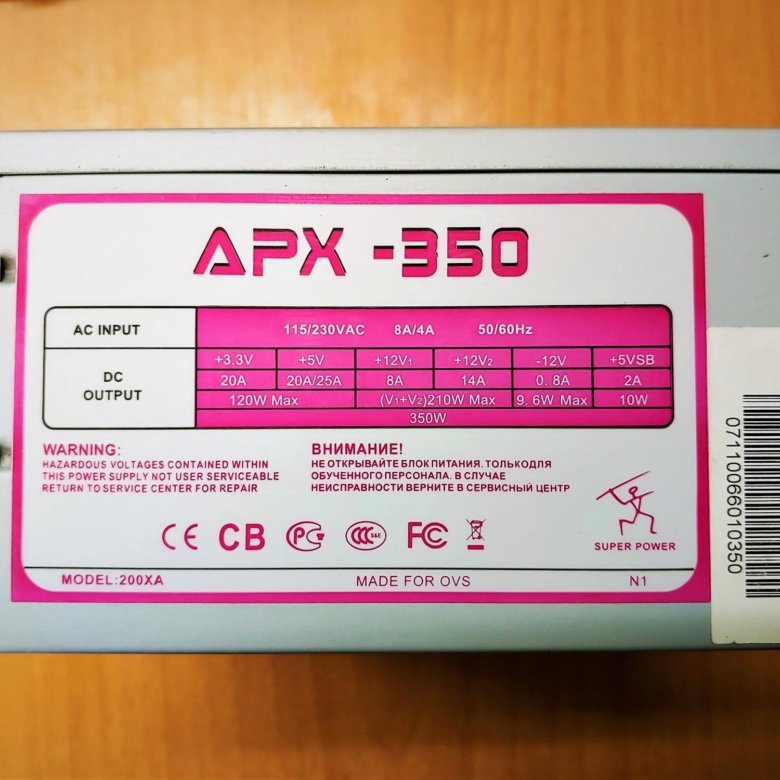 APX -350
AC INPUT 115/230VAC 8A/4A 50/60Hz
DC OUTPUT
+3.3V +5V +12V1 +12V2 -12V +5VSB
20A 20A/25A 8A 14A 0. 8A 2A
120W Max (V1+V2)210W Max 9. 6W Max 10W
350W
WARNING:
HAZARDOUS VOLTAGES CONTAINED WITHIN
THIS POWER SUPPLY NOT USER SERVICEABLE
RETURN TO SERVICE CENTER FOR REPAIR
ВНИМАНИЕ!
НЕ ОТКРЫВАЙТЕ БЛОК ПИТАНИЯ. ТОЛЬКОДЛЯ
ОБУЧЕННОГО ПЕРСОНАЛА. В СЛУЧАЕ
НЕИСПРАВНОСТИ ВЕРНИТЕ В СЕРВИСНЫЙ ЦЕНТР
CE CB PC CCC S&E FC
SUPER POWER
MODEL:200XA MADE FOR OVS N1
07110066010350